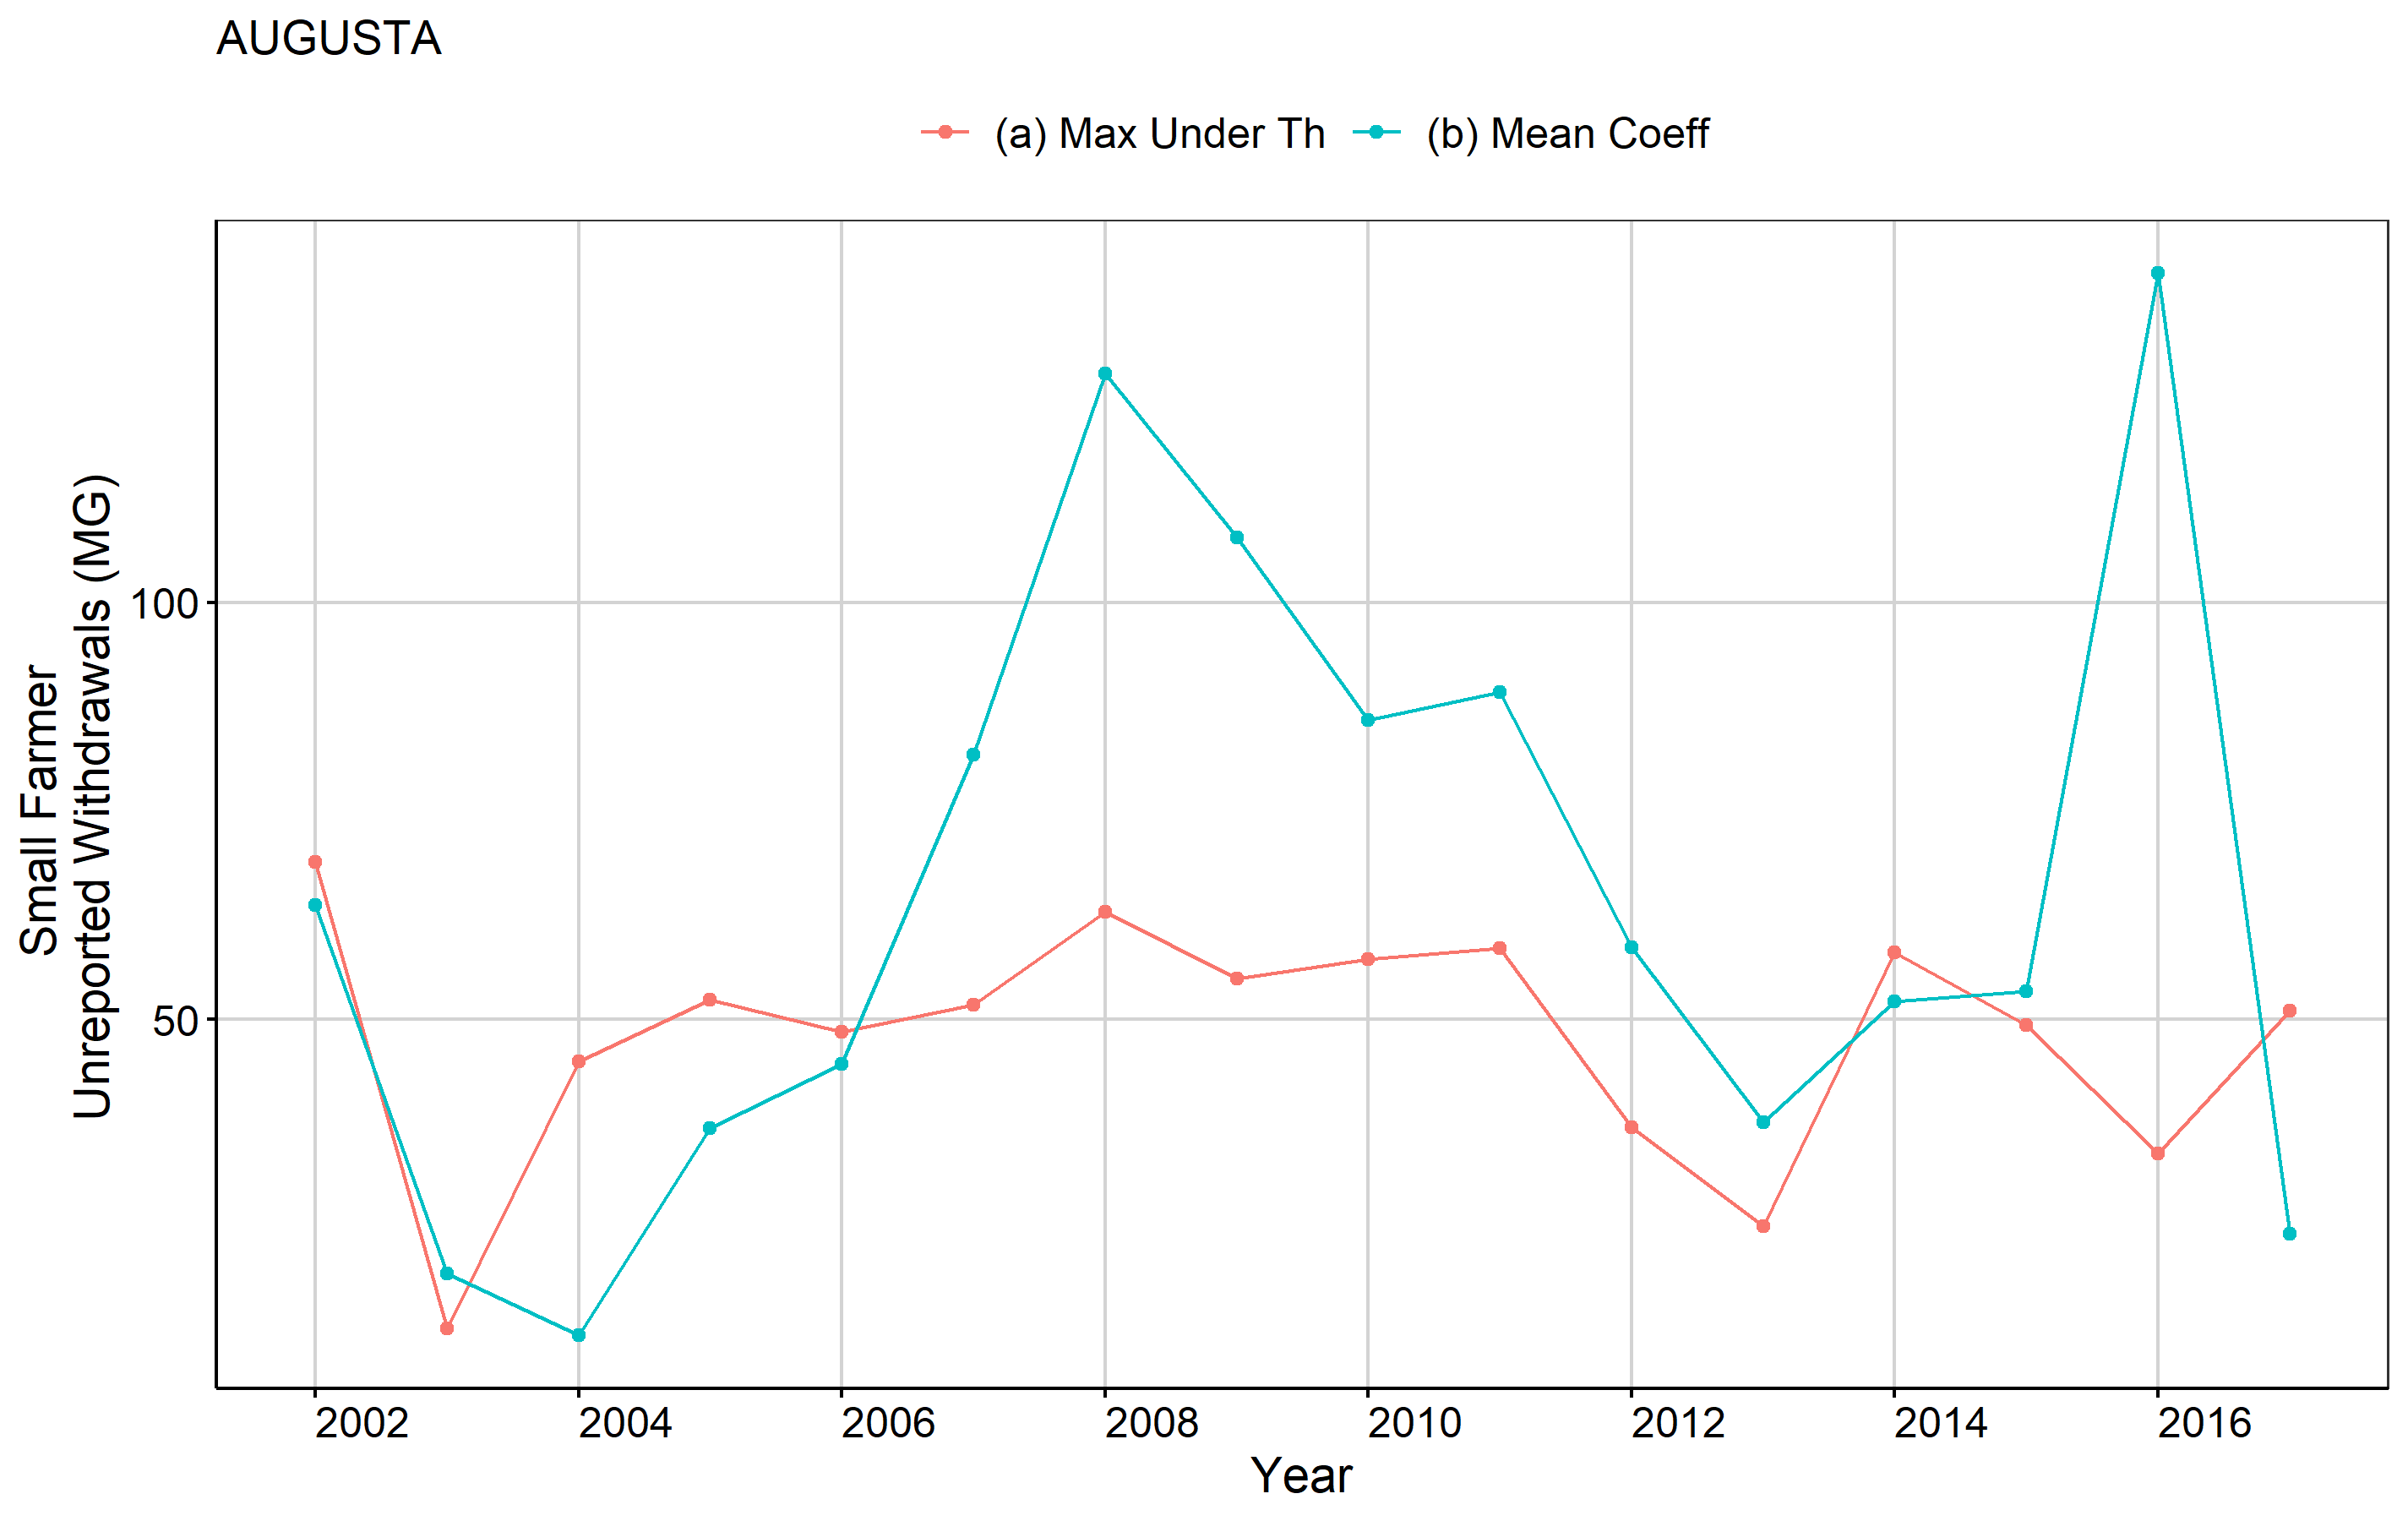 AUGUSTA
(a) Max Under Th (b) Mean Coeff
Small Farmer
Unreported Withdrawals (MG)
100
50
2002 2004 2006 2008 2010 2012 2014 2016
Year